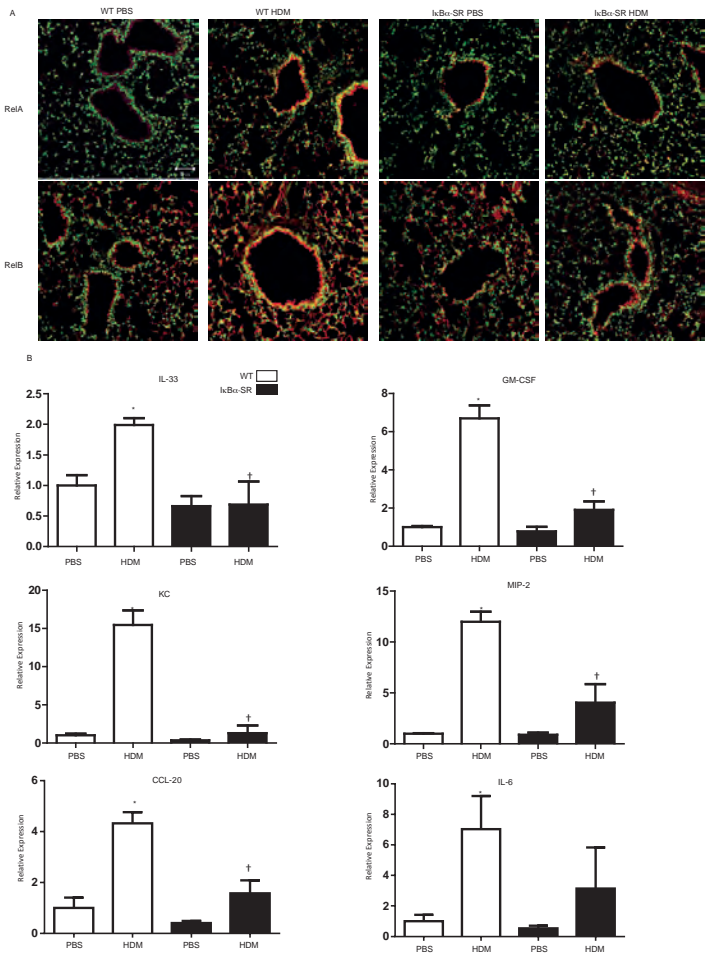 A
WT PBS
WT HDM
IκBα-SR PBS
IκBα-SR HDM
RelA
RelB
B
WT
IκBα-SR
IL-33
Relative Expression
2.5
2.0
1.5
1.0
0.5
0.0
*
†
PBS
HDM
PBS
HDM
GM-CSF
Relative Expression
8
6
4
2
0
*
†
PBS
HDM
PBS
HDM
KC
Relative Expression
20
15
10
5
0
*
†
PBS
HDM
PBS
HDM
MIP-2
Relative Expression
15
10
5
0
*
†
PBS
HDM
PBS
HDM
CCL-20
Relative Expression
6
4
2
0
*
†
PBS
HDM
PBS
HDM
IL-6
Relative Expression
10
8
6
4
2
0
*
PBS
HDM
PBS
HDM